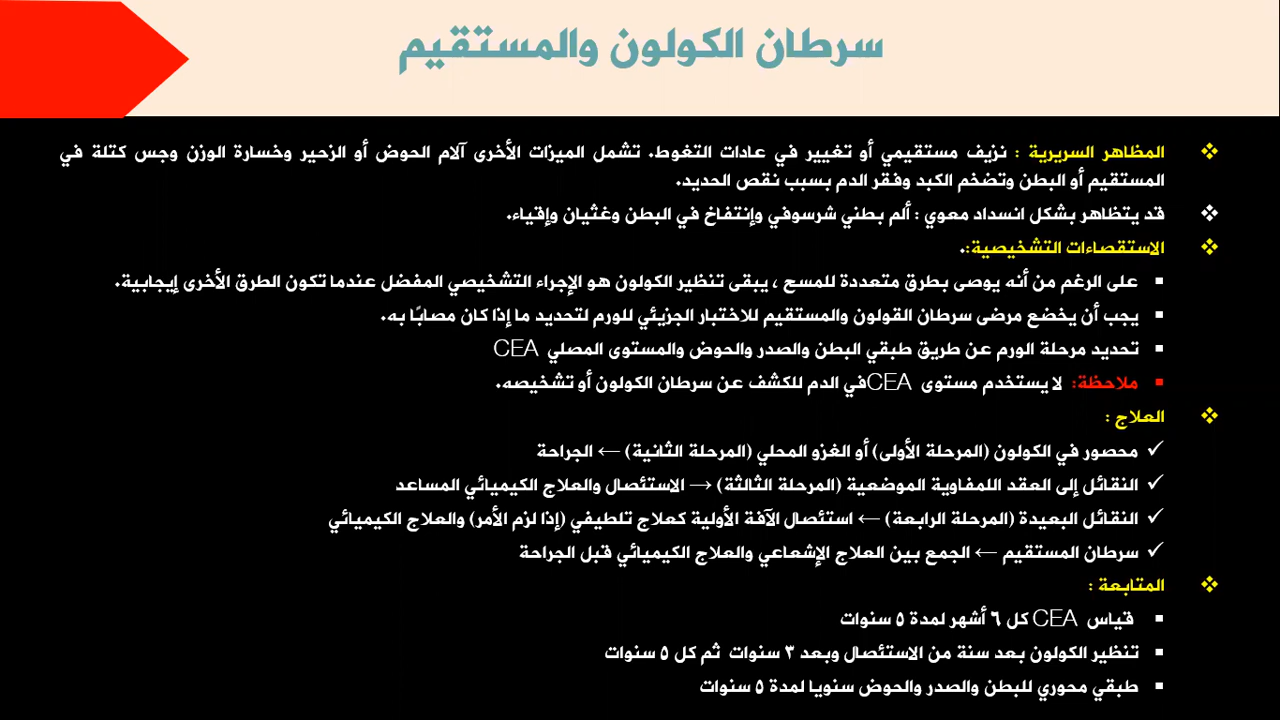 سرطان الكولون والمستقيم
المظاهر السريرية : نزيف مستقيمي أو تغيير في عادات التغوط. تشمل الميزات الأخرى آلام الحوض أو الزحير وخسارة الوزن وجس كتلة في
المستقيم أو البطن وتضخم الكبد وفقر الدم بسبب نقص الحديد.
قد يتظاهر بشكل انسداد معوي : ألم بطني شرسوفي وإنتفاخ في البطن وغثيان وإقياء.
الاستقصاءات التشخيصية:.
على الرغم من أنه يوصى بطرق متعددة للمسح ، يبقى تنظير الكولون هو الإجراء التشخيصي المفضل عندما تكون الطرق الأخرى إيجابية.
يجب أن يخضع مرضى سرطان القولون والمستقيم للاختبار الجزيئي للورم لتحديد ما إذا كان مصابًا به.
تحديد مرحلة الورم عن طريق طبقي البطن والصدر والحوض والمستوى المصلي CEA
ملاحظة: لا يستخدم مستوى CEAفي الدم للكشف عن سرطان الكولون أو تشخيصه.
العلاج :
محصور في الكولون (المرحلة الأولى) أو الغزو المحلي (المرحلة الثانية) ← الجراحة
النقائل إلى العقد اللمفاوية الموضعية (المرحلة الثالثة) → الاستئصال والعلاج الكيميائي المساعد
النقائل البعيدة (المرحلة الرابعة) ← استئصال الآفة الأولية كعلاج تلطيفي (إذا لزم الأمر) والعلاج الكيميائي
سرطان المستقيم ← الجمع بين العلاج الإشعاعي والعلاج الكيميائي قبل الجراحة
المتابعة :
قياس CEA كل ٦ أشهر لمدة ٥ سنوات
تنظير الكولون بعد سنة من الاستئصال وبعد ٣ سنوات ثم كل ٥ سنوات
طبقي محوري للبطن والصدر والحوض سنويا لمدة ٥ سنوات